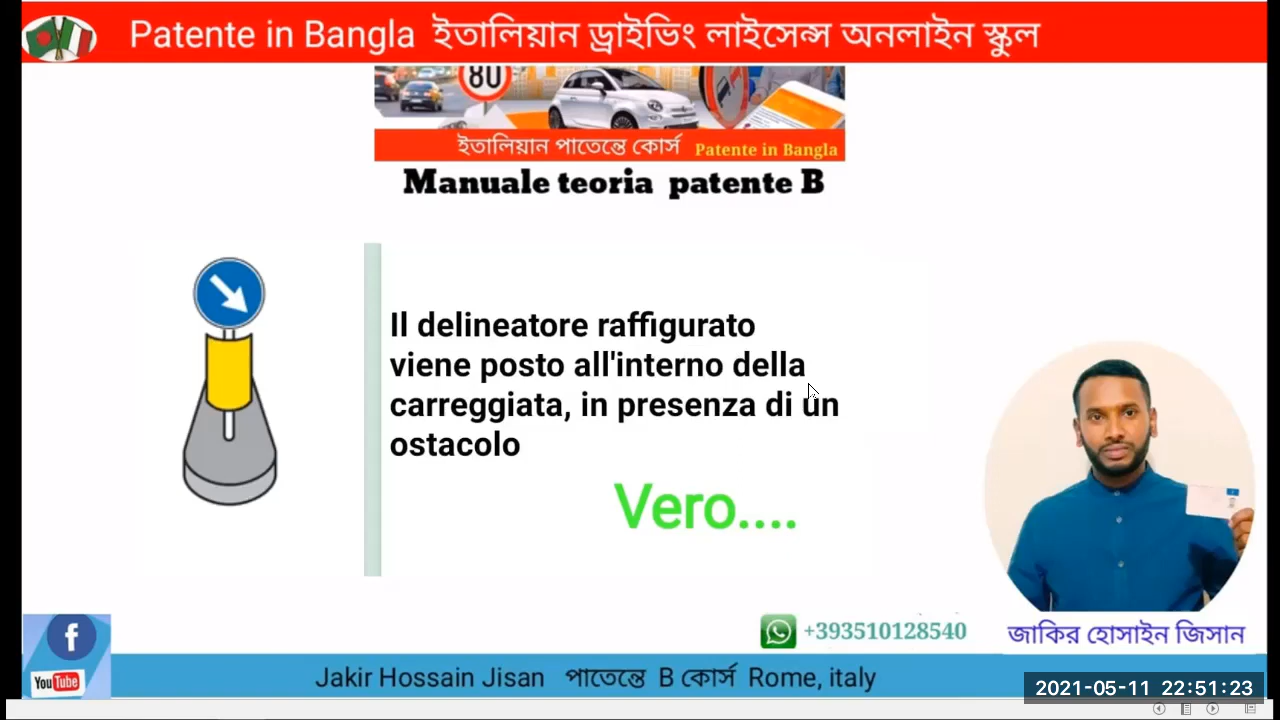 Patente in Bangla ইতালিয়ান ড্রাইভিং লাইসেন্স অনলাইন স্কুল
80
ইতালিয়ান পাতেন্তে কোর্স Patente in Bangla
Manuale teoria patente B
Il delineatore raffigurato
viene posto all'interno della
carreggiata, in presenza di un
ostacolo
Vero....
+393510128540
জাকির হোসাইন জিসান
f
You Tube
Jakir Hossain Jisan পাতেন্তে B কোর্স Rome, italy
2021-05-11 22:51:23